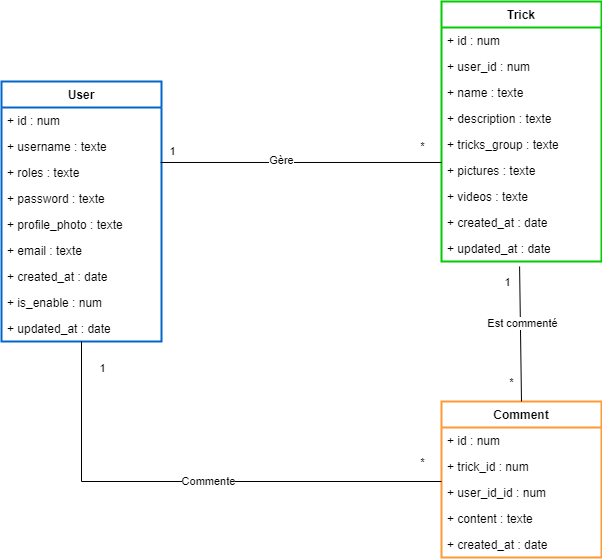 Trick
+ id : num
+ user_id : num
+ name : texte
+ description : texte
+ tricks_group : texte
+ pictures : texte
+ videos : texte
+ created_at : date
+ updated_at : date
User
+ id : num
+ username : texte
+ roles : texte
+ password : texte
+ profile_photo : texte
+ email : texte
+ created_at : date
+ is_enable : num
+ updated_at : date
1
Gère
*
1
Est commenté
*
1
Commente
*
Comment
+ id : num
+ trick_id : num
+ user_id_id : num
+ content : texte
+ created_at : date